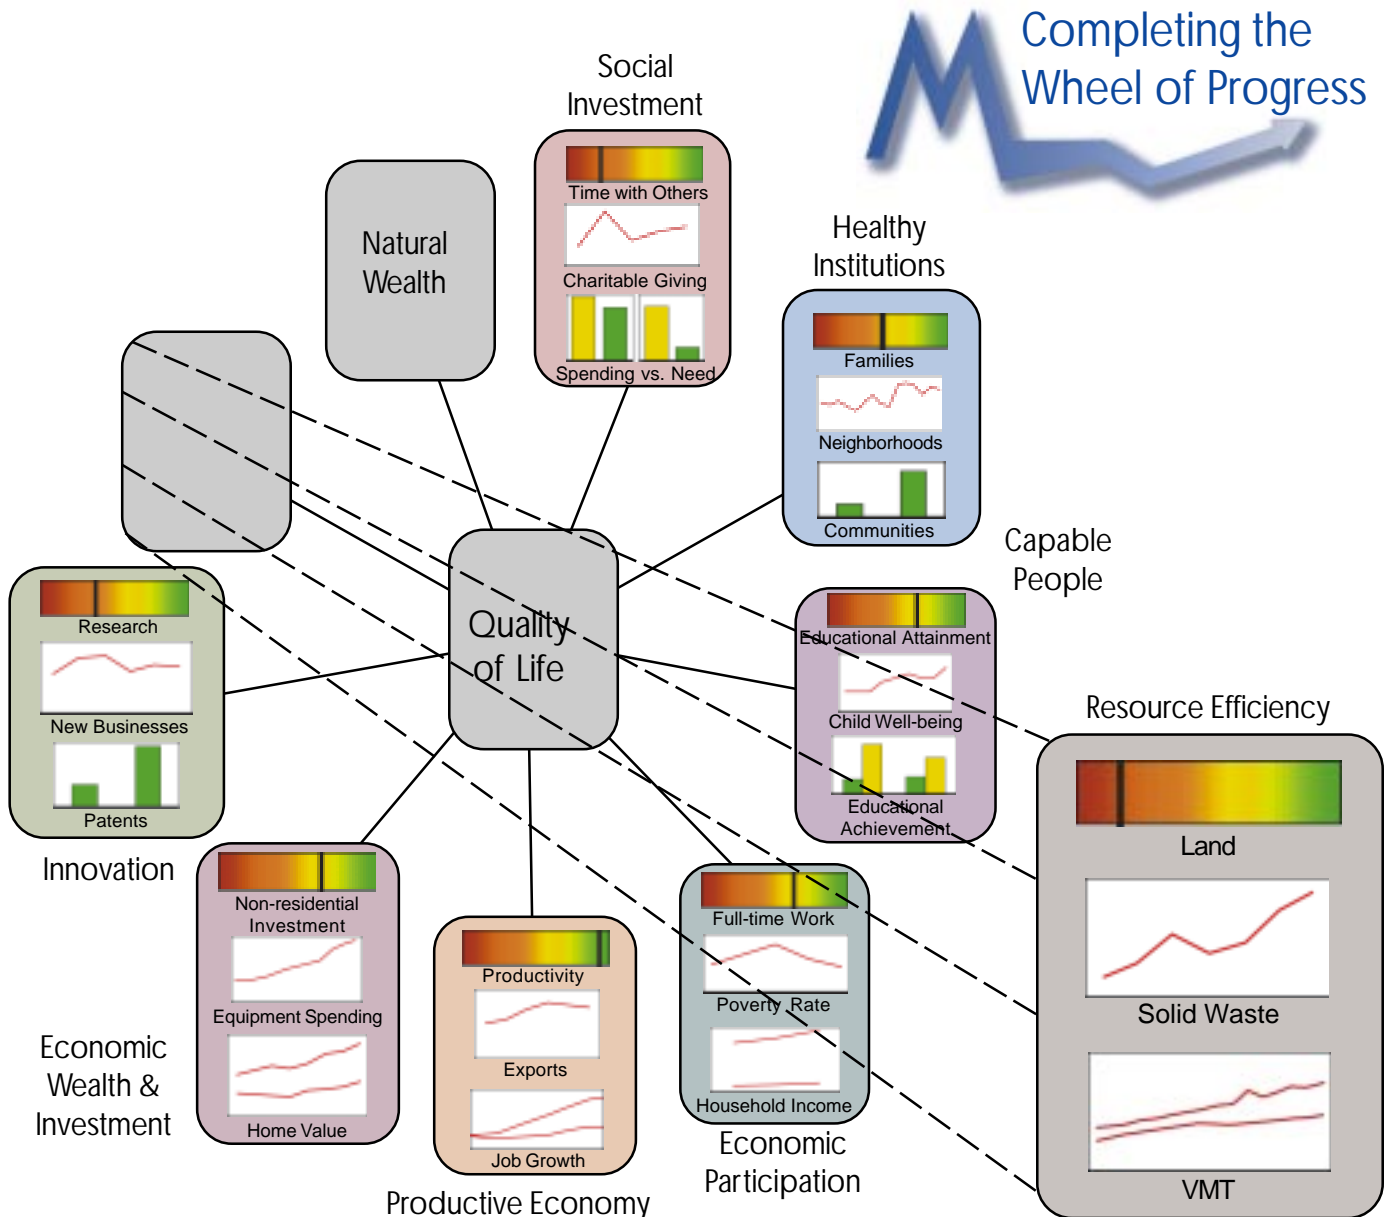 Completing the
Wheel of Progress
Social
Investment
Time with Others
Charitable Giving
Spending vs. Need
Natural
Wealth
Healthy
Institutions
Families
Neighborhoods
Communities
Capable
People
Educational Attainment
Child Well-being
Educational
Achievement
Quality
of Life
Research
New Businesses
Patents
Innovation
Resource Efficiency
Land
Solid Waste
VMT
Non-residential
Investment
Equipment Spending
Home Value
Economic
Wealth &
Investment
Productivity
Exports
Job Growth
Productive Economy
Full-time Work
Poverty Rate
Household Income
Economic
Participation